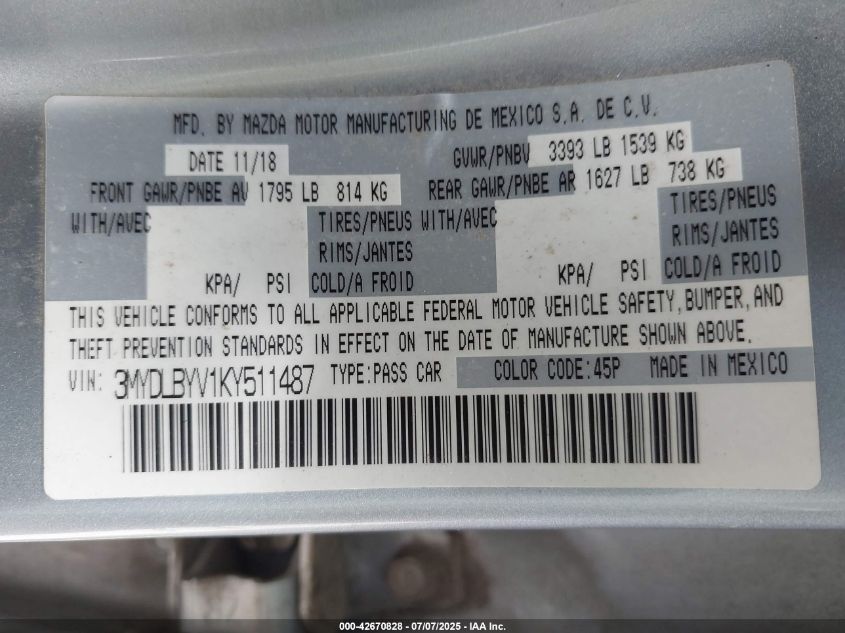 MFD. BY MAZDA MOTOR MANUFACTURING DE MEXICO S.A. DE C.V.
DATE 11/18 GVWR/PNBV 3393 LB 1539 KG
FRONT GAWR/PNBE AV 1795 LB 814 KG REAR GAWR/PNBE AR 1627 LB 738 KG
WITH/AVEC TIRES/PNEUS WITH/AVEC TIRES/PNEUS
RIMS/JANTES RIMS/JANTES
KPA/ PSI COLD/A FROID KPA/ PSI COLD/A FROID
THIS VEHICLE CONFORMS TO ALL APPLICABLE FEDERAL MOTOR VEHICLE SAFETY, BUMPER, AND
THEFT PREVENTION STANDARDS IN EFFECT ON THE DATE OF MANUFACTURE SHOWN ABOVE.
VIN: 3MYDLBYV1KY511487 TYPE:PASS CAR COLOR CODE:45P MADE IN MEXICO
000-42670828 - 07/07/2025 - IAA Inc.